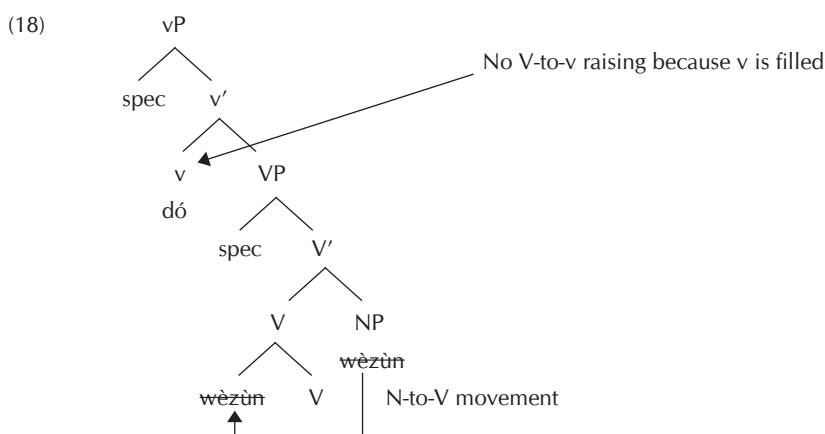 (18)
vP
No V-to-v raising because v is filled
spec v′
v VP
dó
spec V′
V NP
wèzùn
wèzùn V N-to-V movement